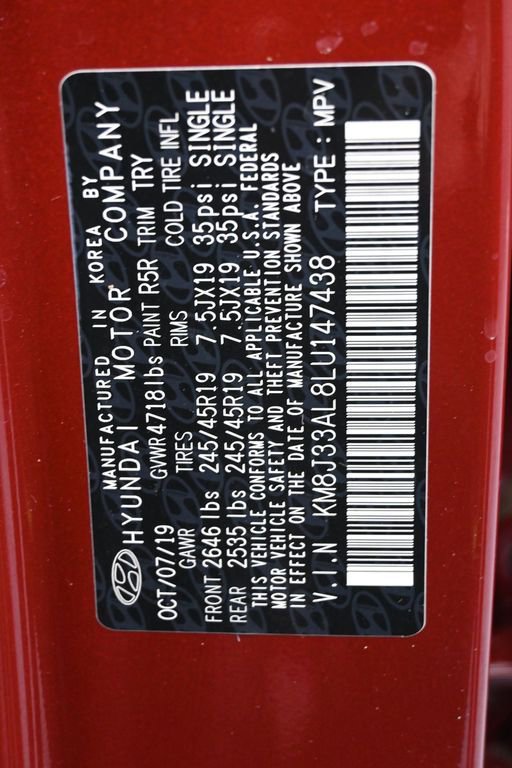 MANUFACTURED IN KOREA BY
HYUNDAI MOTOR COMPANY
OCT/07/19 GVWR 4718lbs PAINT R5R TRIM TRY
GAWR TIRES RIMS COLD TIRE INFL
FRONT 2646 lbs 245/45R19 7.5JX19 35psi SINGLE
REAR 2535 lbs 245/45R19 7.5JX19 35psi SINGLE
THIS VEHICLE CONFORMS TO ALL APPLICABLE U.S.A. FEDERAL
MOTOR VEHICLE SAFETY AND THEFT PREVENTION STANDARDS
IN EFFECT ON THE DATE OF MANUFACTURE SHOWN ABOVE
V.I.N KM8J33AL8LU147438 TYPE : MPV